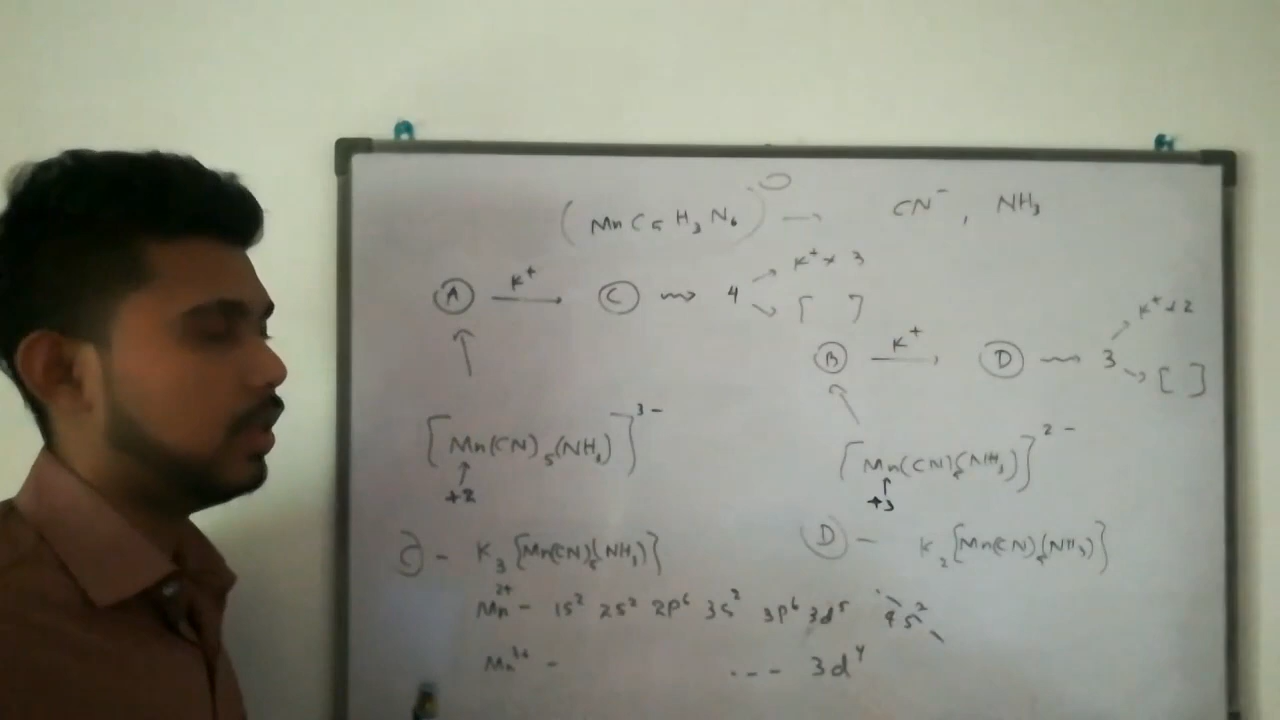 (MnC₅H₃N₆)⁰ → CN⁻, NH₃
A K⁺→ C ⇝ 4 K⁺ × 3
[ ]
B K⁺→ D ⇝ 3 K⁺ × 2
[ ]
[Mn(CN)₅(NH₃)]³⁻
+2
[Mn(CN)₅(NH₃)]²⁻
+3
C - K₃[Mn(CN)₅(NH₃)]
D - K₂[Mn(CN)₅(NH₃)]
Mn²⁺ - 1s² 2s² 2p⁶ 3s² 3p⁶ 3d⁵ 4s²
Mn³⁺ - --- 3d⁴